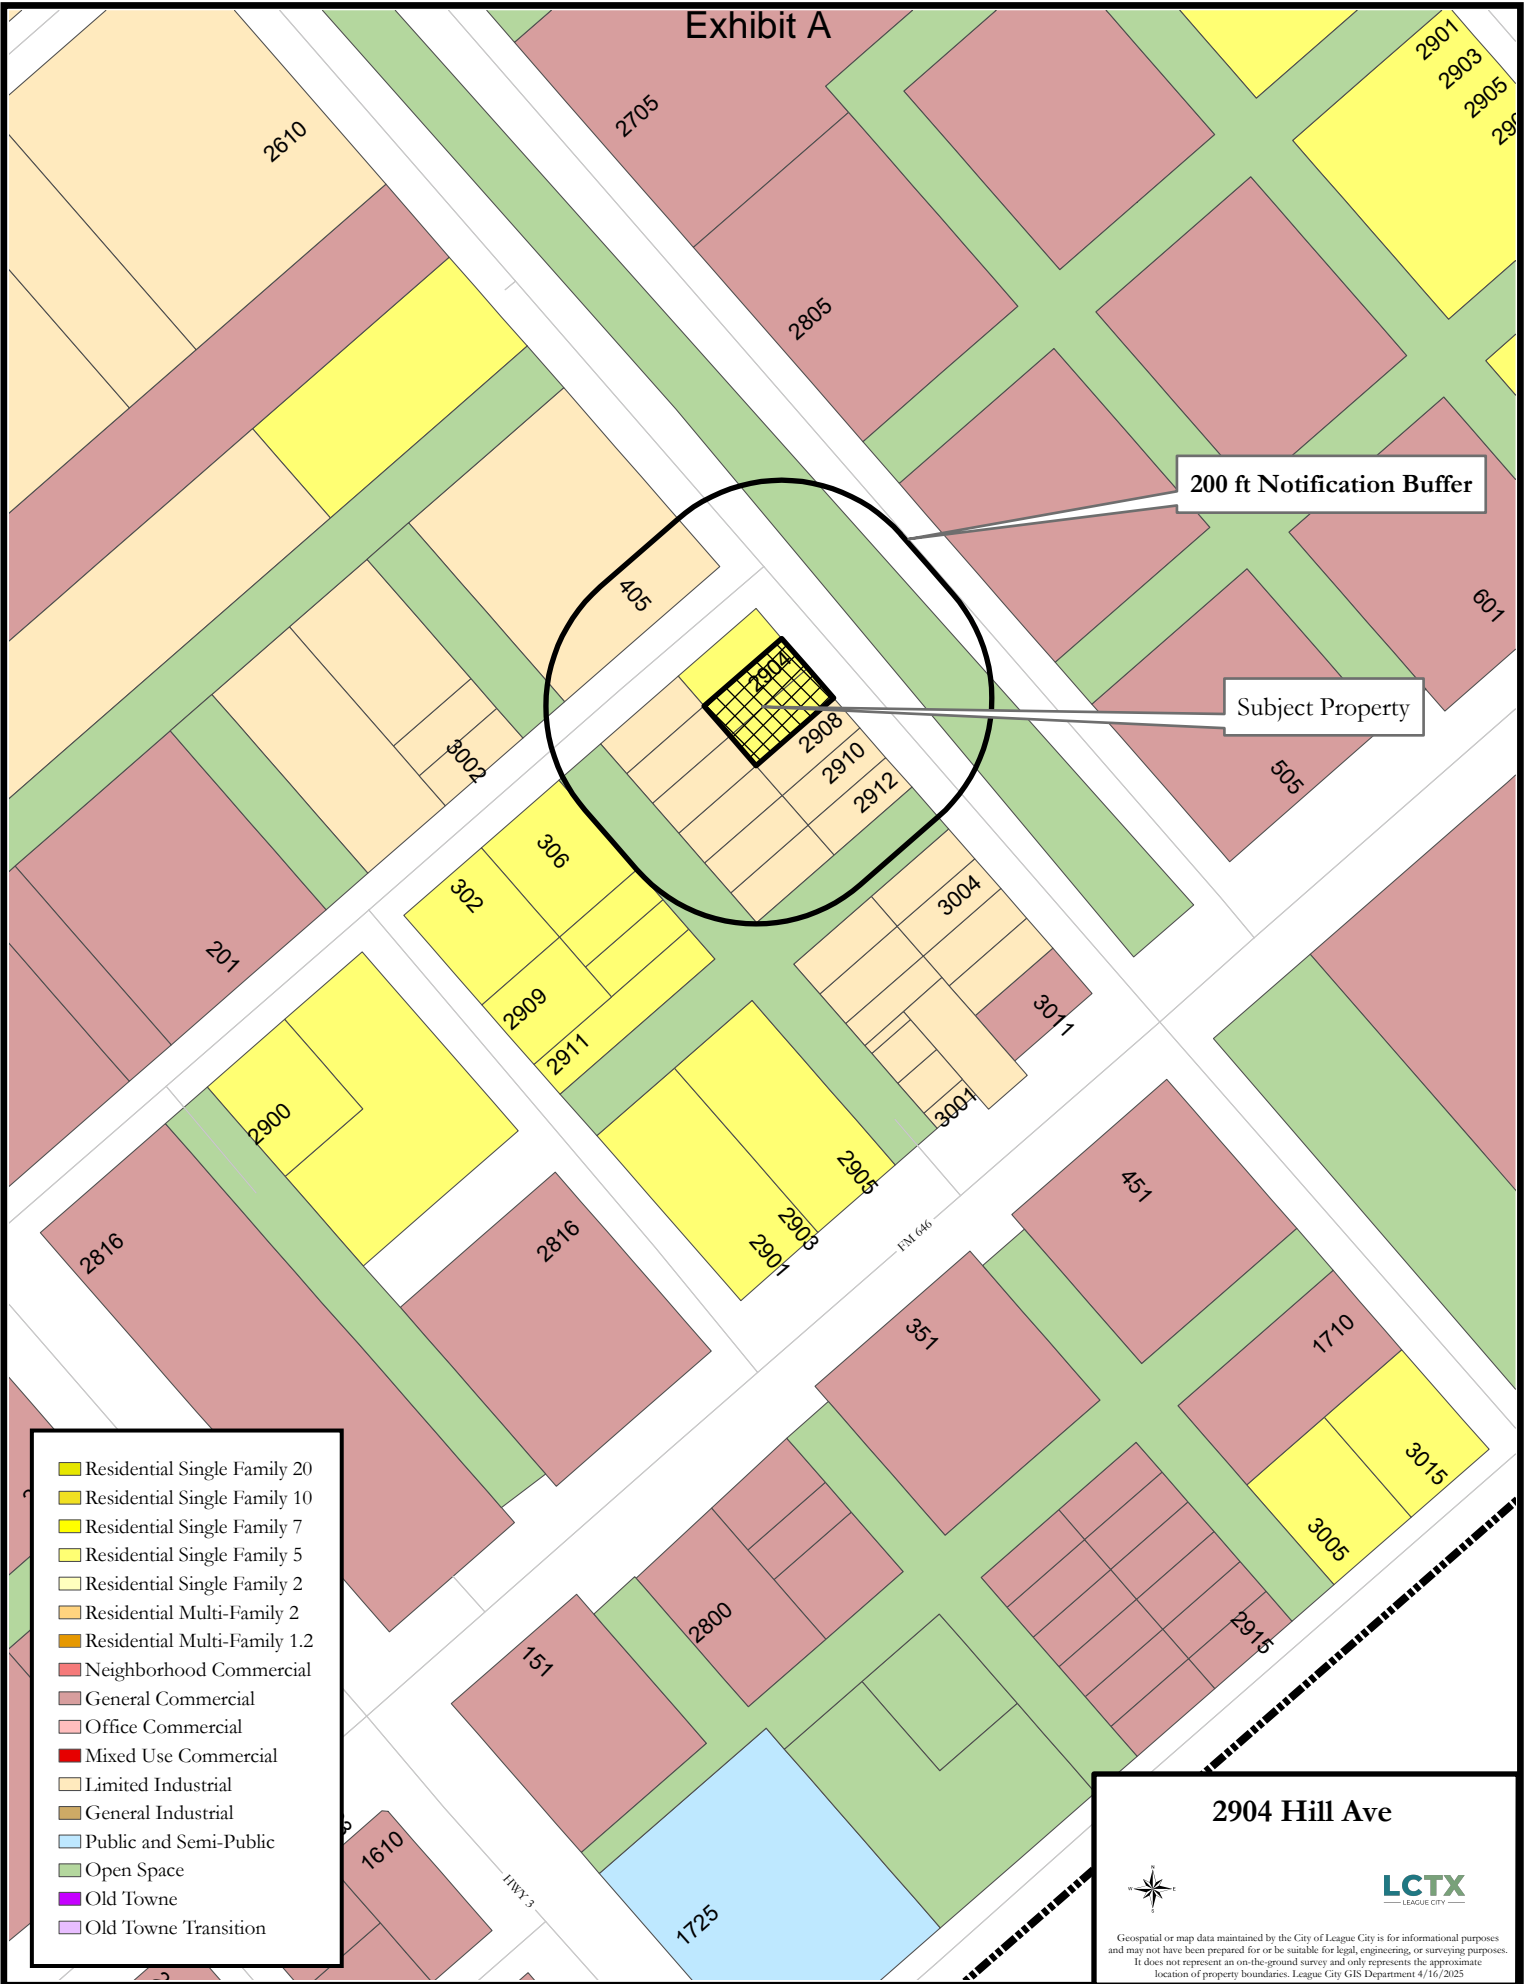 Exhibit A
2901
2903
2905
2705
2610
2805
200 ft Notification Buffer
405
601
2904
Subject Property
2908
2910
2912
3002
505
306
302
3004
201
2909
3011
2911
2900
3001
2905
451
2903
2901
FM 646
2816
2816
351
1710
3015
3005
2800
2915
151
1610
HWY 3
1725
Residential Single Family 20
Residential Single Family 10
Residential Single Family 7
Residential Single Family 5
Residential Single Family 2
Residential Multi-Family 2
Residential Multi-Family 1.2
Neighborhood Commercial
General Commercial
Office Commercial
Mixed Use Commercial
Limited Industrial
General Industrial
Public and Semi-Public
Open Space
Old Towne
Old Towne Transition
2904 Hill Ave
N
W E
S
LCTX
LEAGUE CITY
Geospatial or map data maintained by the City of League City is for informational purposes
and may not have been prepared for or be suitable for legal, engineering, or surveying purposes.
It does not represent an on-the-ground survey and only represents the approximate
location of property boundaries. League City GIS Department 4/16/2025